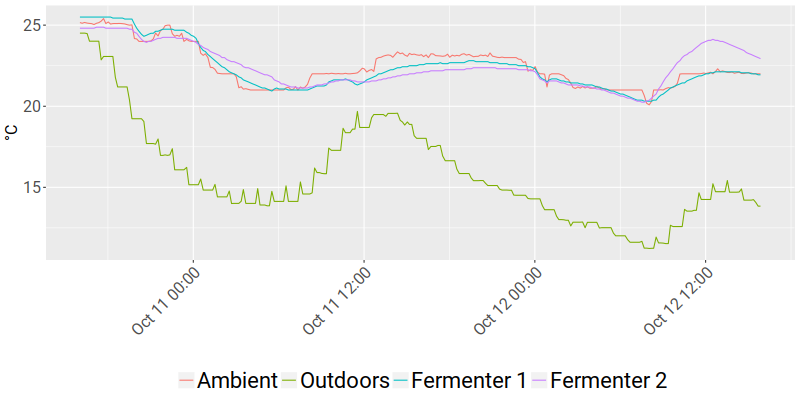 25
20
15
°C
Oct 11 00:00
Oct 11 12:00
Oct 12 00:00
Oct 12 12:00
Ambient Outdoors Fermenter 1 Fermenter 2